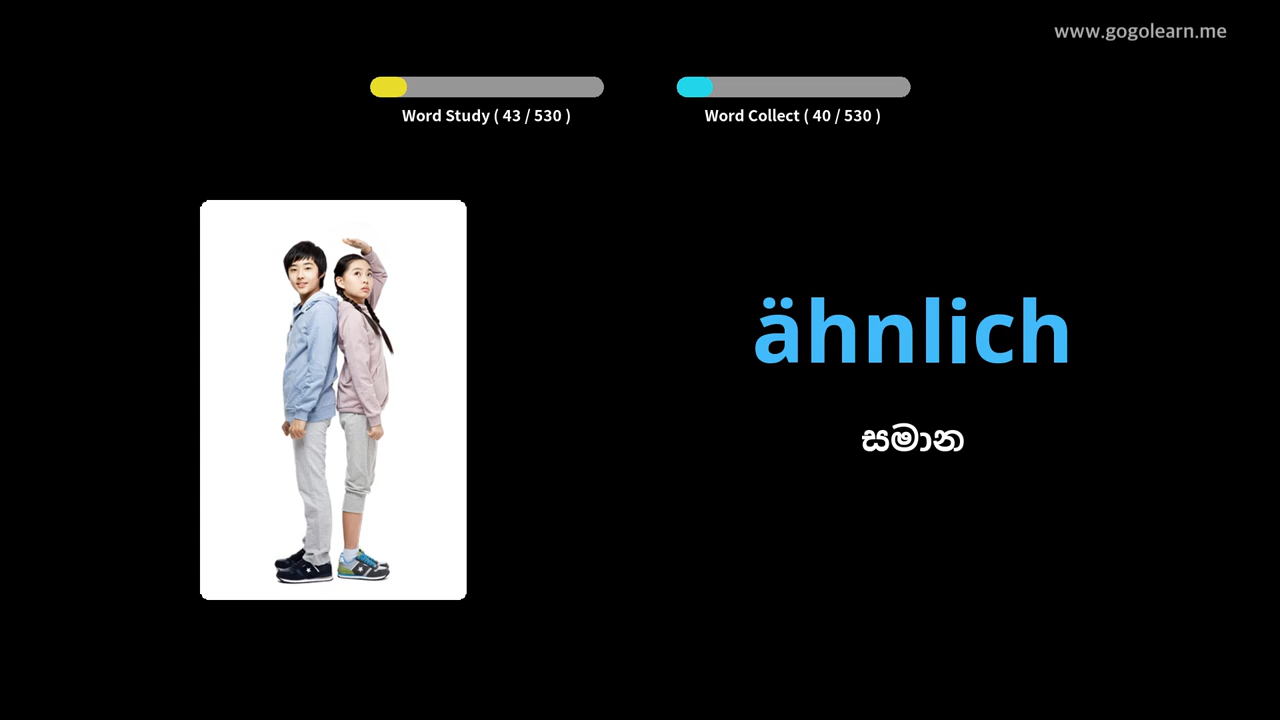 www.gogolearn.me
Word Study ( 43 / 530 )
Word Collect ( 40 / 530 )
ähnlich
සමාන